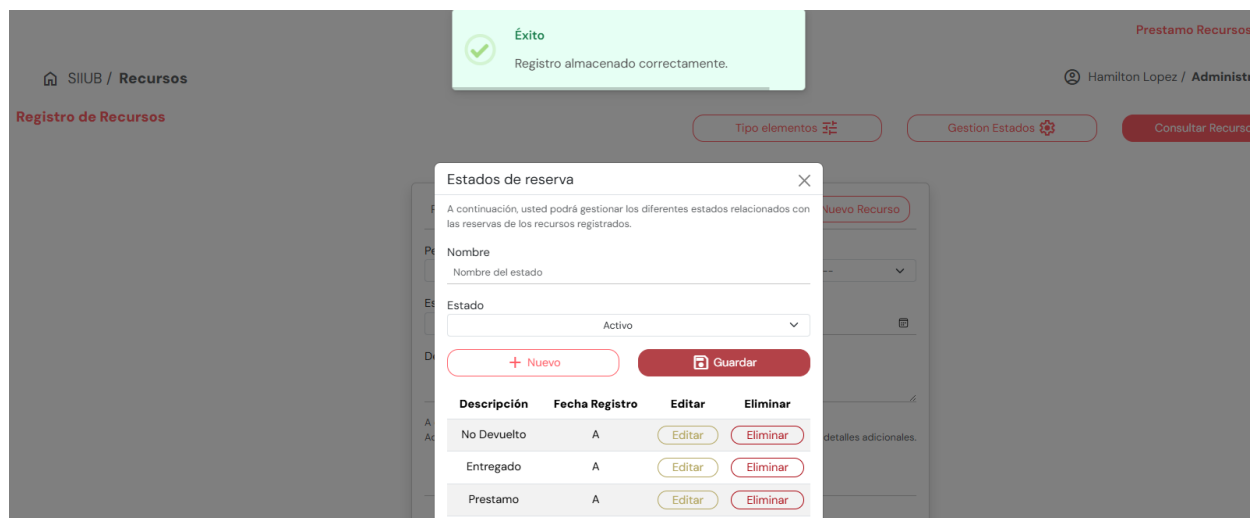 Éxito
Registro almacenado correctamente.
Prestamo Recursos
SIIUB / Recursos
Hamilton Lopez / Administr
Registro de Recursos
Tipo elementos
Gestion Estados
Consultar Recurso
Estados de reserva
A continuación, usted podrá gestionar los diferentes estados relacionados con
las reservas de los recursos registrados.
Nuevo Recurso
Nombre
Nombre del estado
Estado
Activo
+ Nuevo
Guardar
Descripción Fecha Registro Editar Eliminar
No Devuelto A Editar Eliminar
detalles adicionales.
Entregado A Editar Eliminar
Prestamo A Editar Eliminar